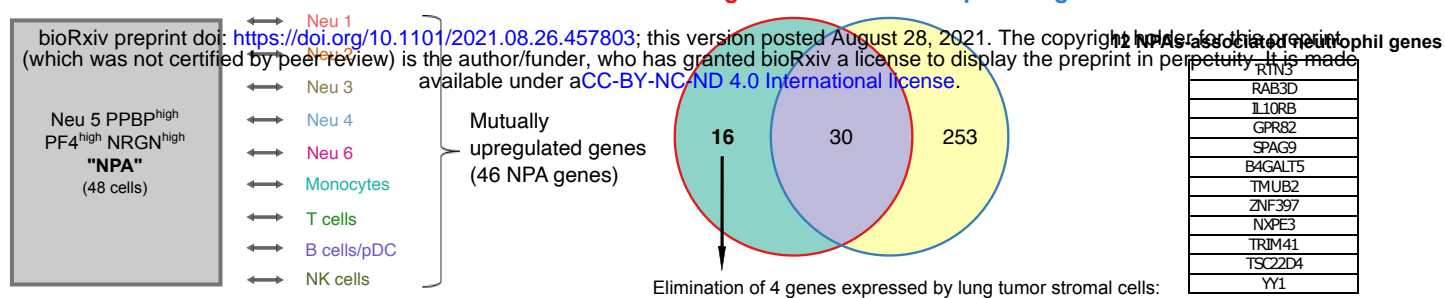 Neu 1
bioRxiv preprint doi: https://doi.org/10.1101/2021.08.26.457803; this version posted August 28, 2021. The copyright holder for this preprint
12 NPAs-associated neutrophil genes
Neu 2
(which was not certified by peer review) is the author/funder, who has granted bioRxiv a license to display the preprint in perpetuity. It is made
available under aCC-BY-NC-ND 4.0 International license.
Neu 5 PPBPhigh
PF4high NRGNhigh
"NPA"
(48 cells)
Neu 3
Neu 4
Neu 6
Monocytes
T cells
B cells/pDC
NK cells
Mutually
upregulated genes
(46 NPA genes)
16
30
253
Elimination of 4 genes expressed by lung tumor stromal cells:
RTN3
RAB3D
IL10RB
GPR82
SPAG9
B4GALT5
TMUB2
ZNF397
NXPE3
TRIM41
TSC22D4
YY1